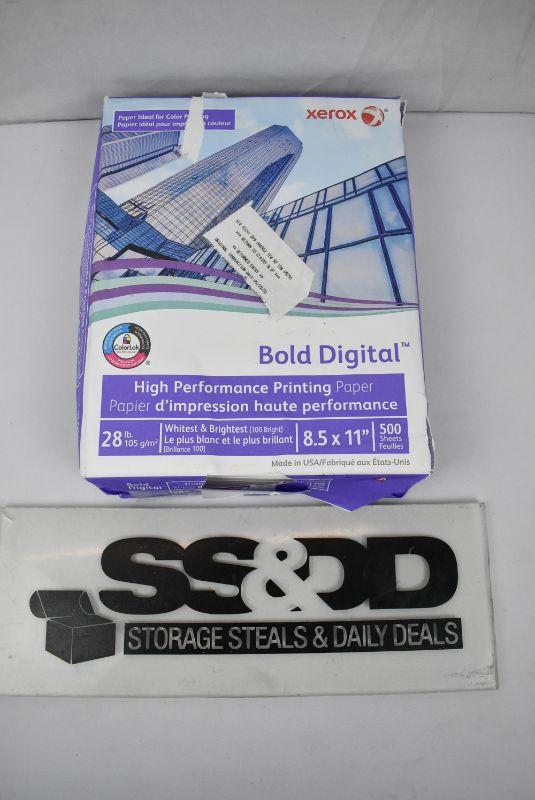 Paper Ideal for Color Printing
Papier idéal pour impression couleur
xerox
ColorLok
®
Bold Digital™
High Performance Printing Paper
Papier d'impression haute performance
28 lb.
105 g/m²
Whitest & Brightest [100 Bright]
Le plus blanc et le plus brillant
[Brillance 100]
8.5 x 11"
500
Sheets
Feuilles
Made in USA/Fabriqué aux États-Unis
Bold
Digital™
SS&DD
STORAGE STEALS & DAILY DEALS